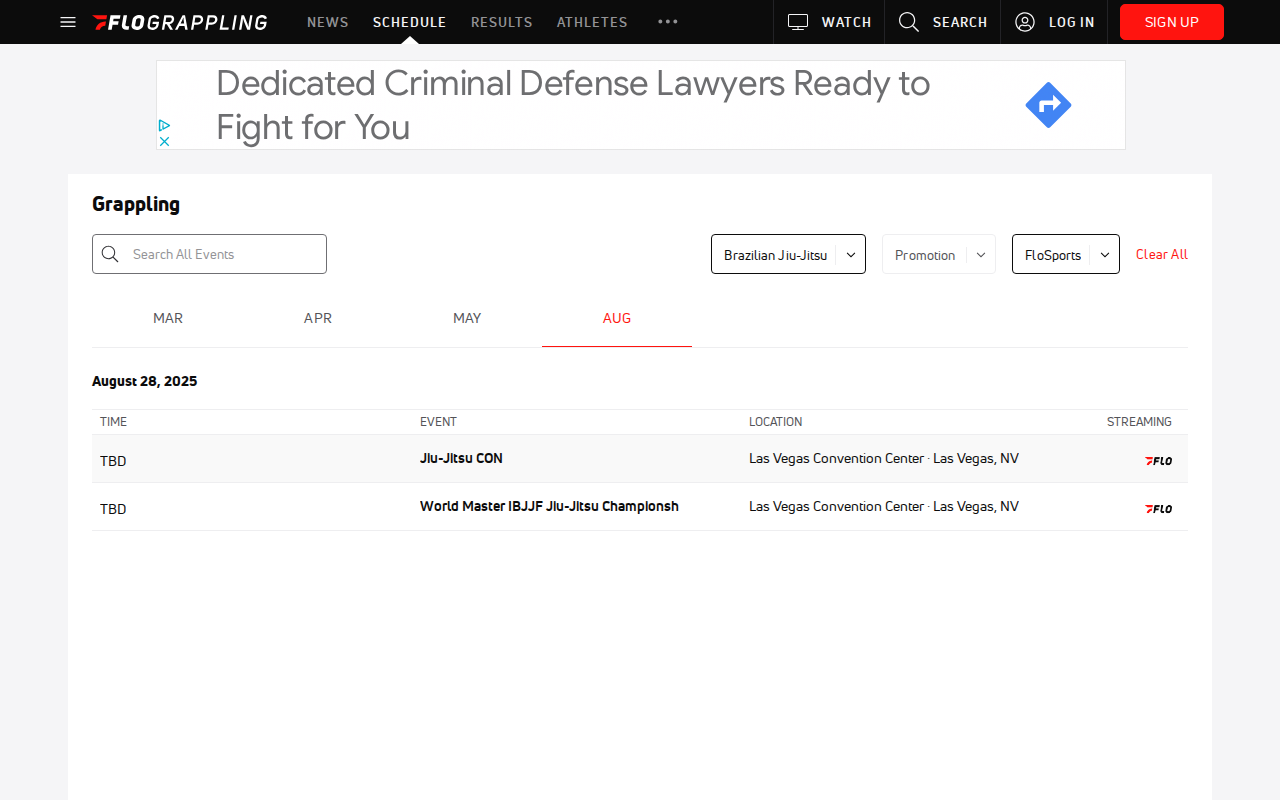 FLOGRAPPLING NEWS SCHEDULE RESULTS ATHLETES WATCH SEARCH LOG IN SIGN UP
Dedicated Criminal Defense Lawyers Ready to
Fight for You
Grappling
Search All Events Brazilian Jiu-Jitsu Promotion FloSports Clear All
MAR APR MAY AUG
August 28, 2025
TIME EVENT LOCATION STREAMING
TBD Jiu-Jitsu CON Las Vegas Convention Center · Las Vegas, NV FLO
TBD World Master IBJJF Jiu-Jitsu Championsh Las Vegas Convention Center · Las Vegas, NV FLO